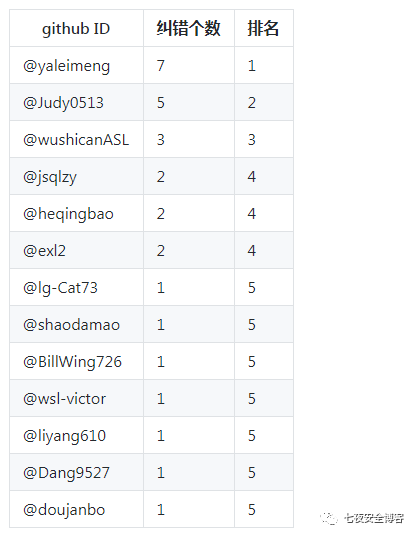 github ID 纠错个数 排名
@yaleimeng 7 1
@Judy0513 5 2
@wushicanASL 3 3
@jsqlzy 2 4
@heqingbao 2 4
@exl2 2 4
@lg-Cat73 1 5
@shaodamao 1 5
@BillWing726 1 5
@wsl-victor 1 5
@liyang610 1 5
@Dang9527 1 5
@doujanbo 1 5
七夜安全博客